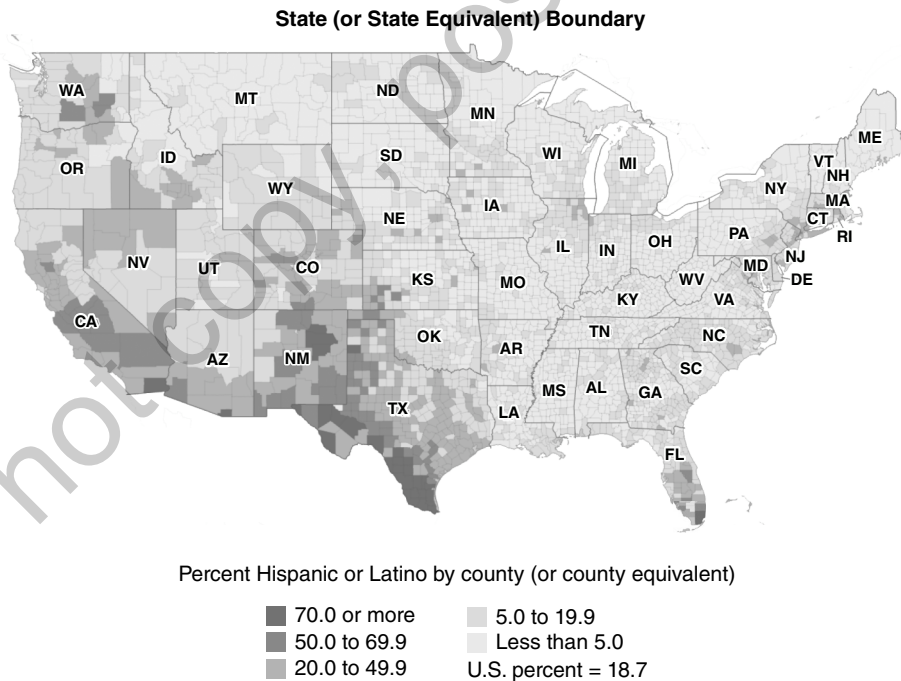 State (or State Equivalent) Boundary
WA
MT
ND
MN
ME
OR
ID
SD
WI
MI
VT
NH
WY
NY
MA
NE
IA
CT
RI
NV
UT
CO
IL
IN
OH
PA
NJ
KS
MO
WV
MD
DE
CA
KY
VA
AZ
NM
OK
AR
TN
NC
TX
MS
AL
GA
SC
LA
FL
not copy, pos
Percent Hispanic or Latino by county (or county equivalent)
70.0 or more
50.0 to 69.9
20.0 to 49.9
5.0 to 19.9
Less than 5.0
U.S. percent = 18.7